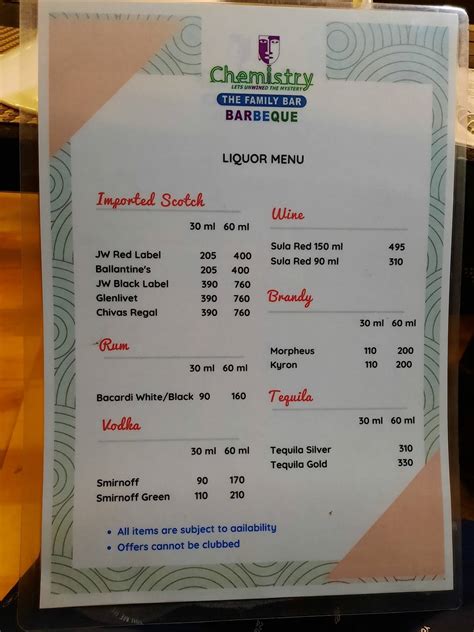 Chemistry
LETS UNWINED THE MYSTERY
THE FAMILY BAR
BARBEQUE
LIQUOR MENU
Imported Scotch
30 ml 60 ml
JW Red Label 205 400
Ballantine's 205 400
JW Black Label 390 760
Glenlivet 390 760
Chivas Regal 390 760
Rum
30 ml 60 ml
Bacardi White/Black 90 160
Vodka
30 ml 60 ml
Smirnoff 90 170
Smirnoff Green 110 210
Wine
Sula Red 150 ml 495
Sula Red 90 ml 310
Brandy
30 ml 60 ml
Morpheus 110 200
Kyron 110 200
Tequila
30 ml 60 ml
Tequila Silver 310
Tequila Gold 330
• All items are subject to aailability
• Offers cannot be clubbed